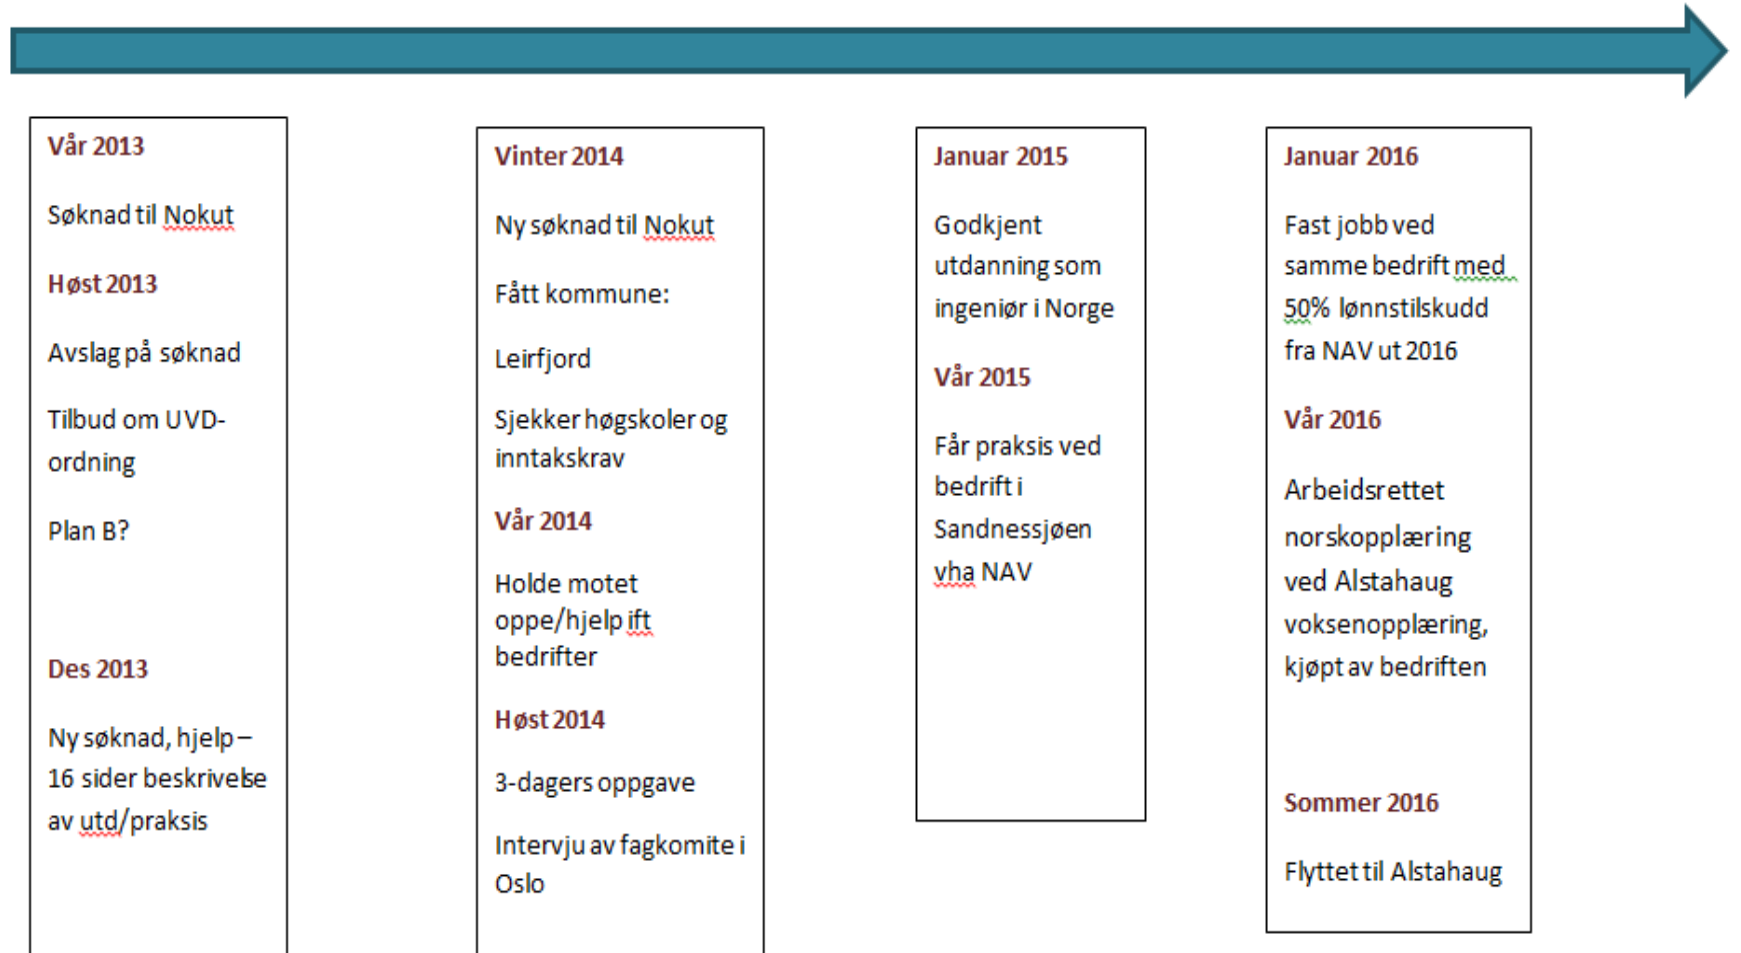 Vår 2013
Søknad til Nokut
Høst 2013
Avslag på søknad
Tilbud om UVD-
ordning
Plan B?
Des 2013
Ny søknad, hjelp –
16 sider beskrivelse
av utd/praksis
Vinter 2014
Ny søknad til Nokut
Fått kommune:
Leirfjord
Sjekker høgskoler og
inntakskrav
Vår 2014
Holde motet
oppe/hjelp ift
bedrifter
Høst 2014
3-dagers oppgave
Intervju av fagkomite i
Oslo
Januar 2015
Godkjent
utdanning som
ingeniør i Norge
Vår 2015
Får praksis ved
bedrift i
Sandnessjøen
vha NAV
Januar 2016
Fast jobb ved
samme bedrift med
50% lønnstilskudd
fra NAV ut 2016
Vår 2016
Arbeidsrettet
norskopplæring
ved Alstahaug
voksenopplæring,
kjøpt av bedriften
Sommer 2016
Flyttet til Alstahaug